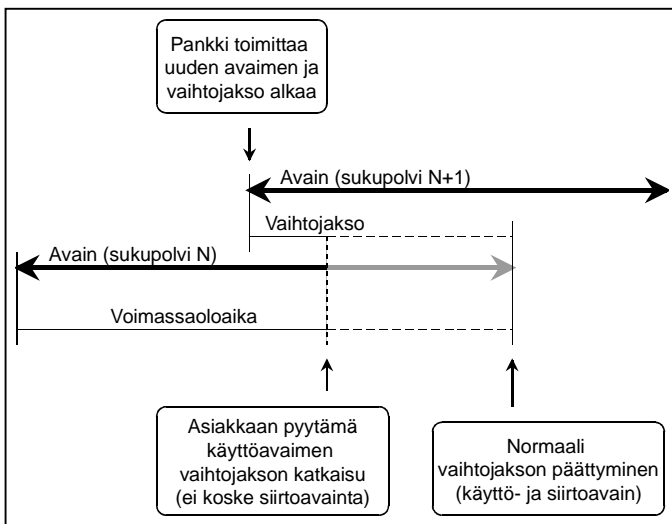 Pankki toimittaa
uuden avaimen ja
vaihtojakso alkaa
Avain (sukupolvi N+1)
Vaihtojakso
Avain (sukupolvi N)
Voimassaoloaika
Asiakkaan pyytämä
käyttöavaimen
vaihtojakson katkaisu
(ei koske siirtoavainta)
Normaali
vaihtojakson päättyminen
(käyttö- ja siirtoavain)